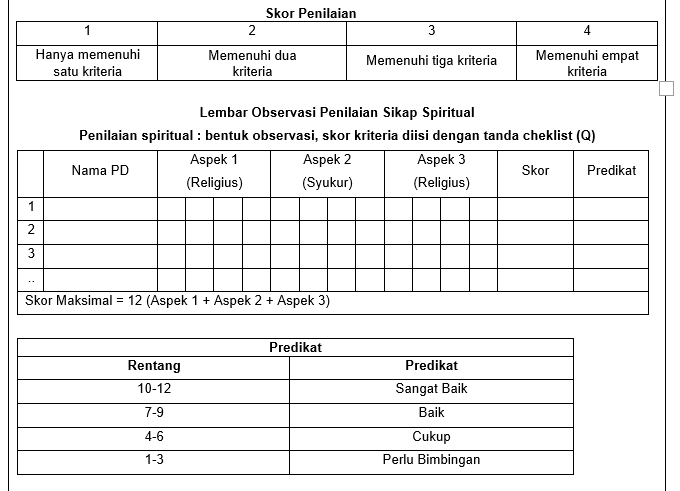 Skor Penilaian
1 2 3 4
Hanya memenuhi satu kriteria Memenuhi dua kriteria Memenuhi tiga kriteria Memenuhi empat kriteria
Lembar Observasi Penilaian Sikap Spiritual
Penilaian spiritual : bentuk observasi, skor kriteria diisi dengan tanda cheklist (Q)
Nama PD Aspek 1 (Religius) Aspek 2 (Syukur) Aspek 3 (Religius) Skor Predikat
1
2
3
..
Skor Maksimal = 12 (Aspek 1 + Aspek 2 + Aspek 3)
Predikat
Rentang Predikat
10-12 Sangat Baik
7-9 Baik
4-6 Cukup
1-3 Perlu Bimbingan